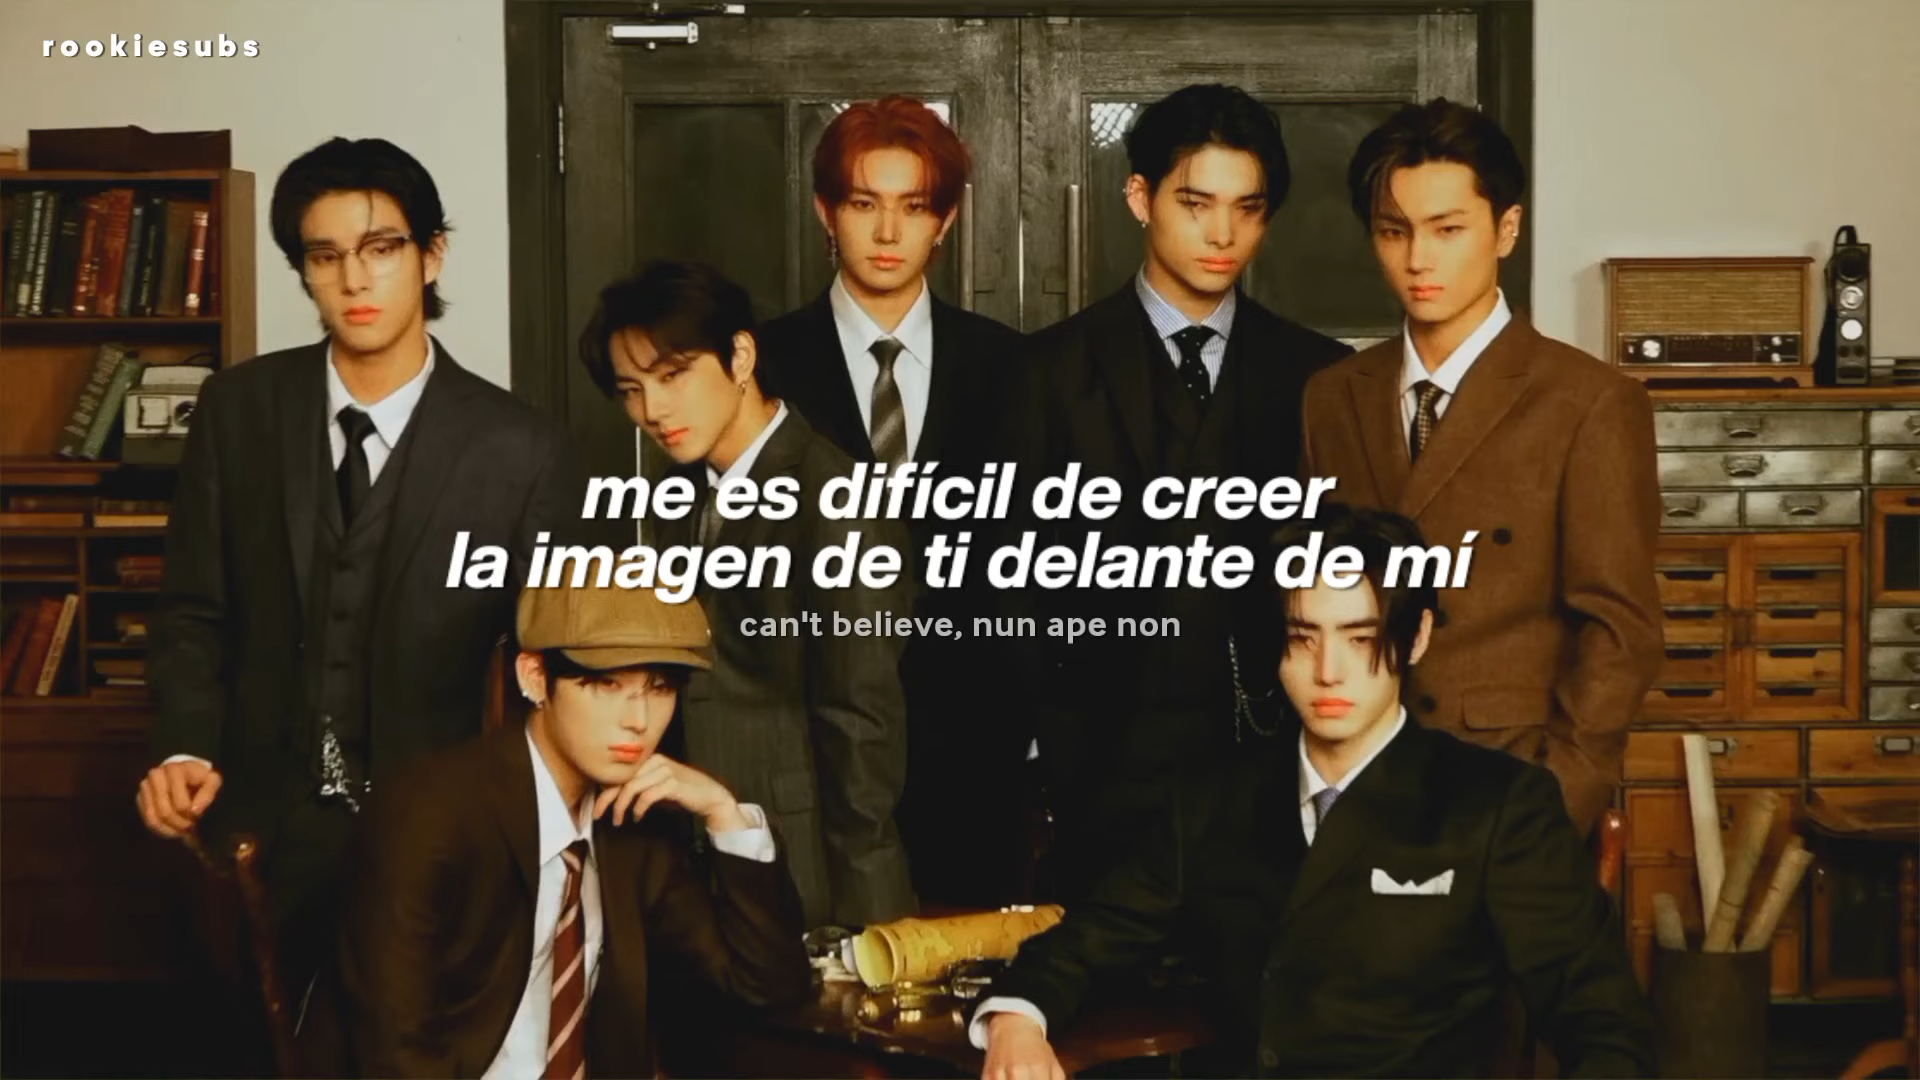 rookiesubs
me es difícil de creer
la imagen de ti delante de mí
can't believe, nun ape non